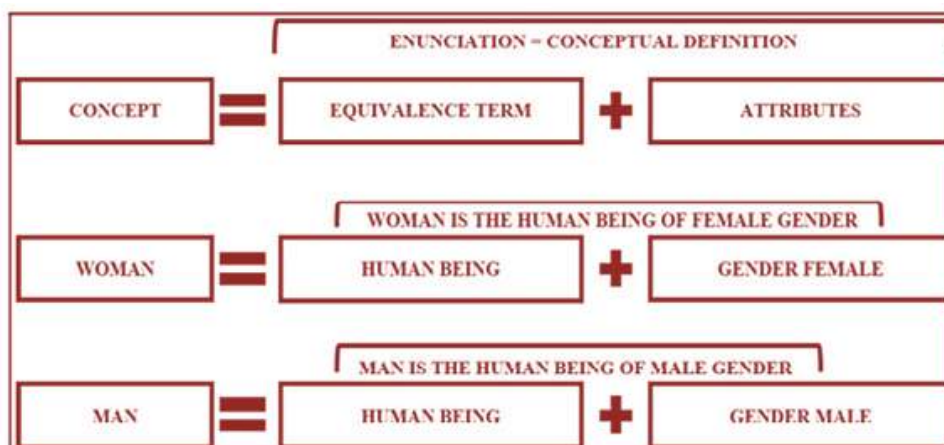 ENUNCIATION = CONCEPTUAL DEFINITION
CONCEPT = EQUIVALENCE TERM + ATTRIBUTES
WOMAN IS THE HUMAN BEING OF FEMALE GENDER
WOMAN = HUMAN BEING + GENDER FEMALE
MAN IS THE HUMAN BEING OF MALE GENDER
MAN = HUMAN BEING + GENDER MALE